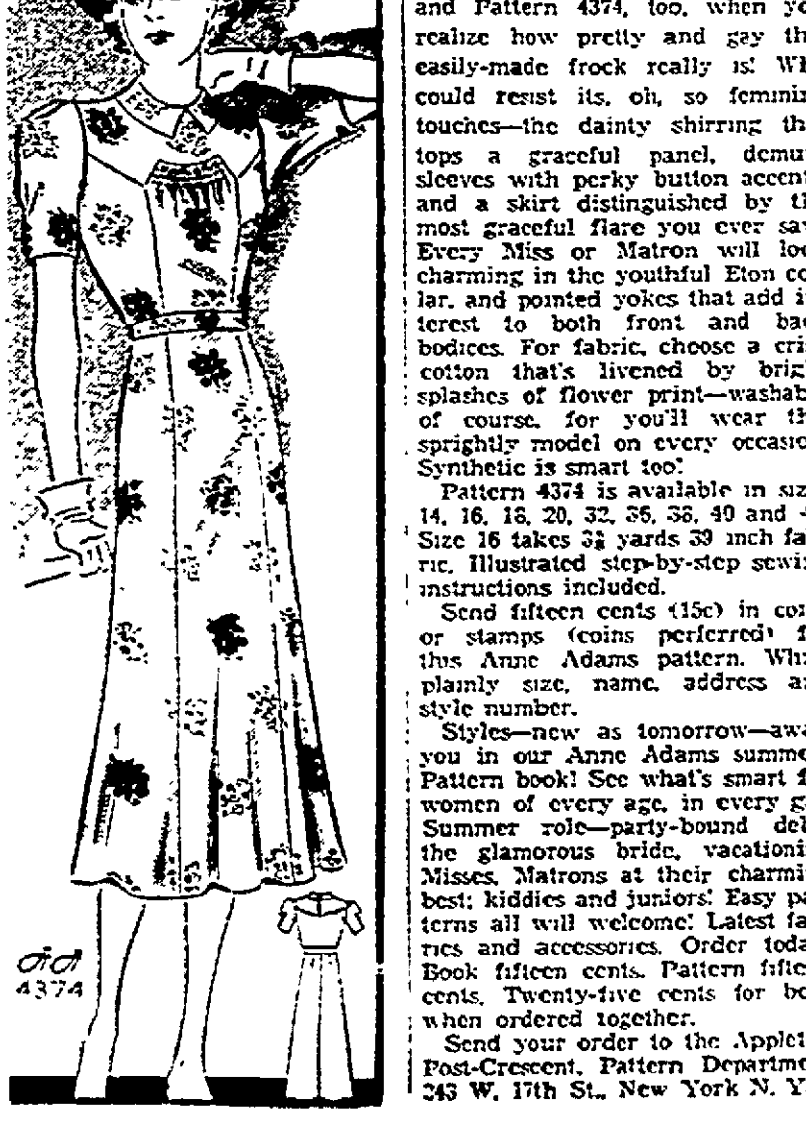 AA
4374
and Pattern 4374, too, when yo
realize how pretty and gay th
easily-made frock really is! Wh
could resist its, oh, so feminin
touches—the dainty shirring th
tops a graceful panel, demu
sleeves with perky button accent
and a skirt distinguished by th
most graceful flare you ever saw
Every Miss or Matron will loo
charming in the youthful Eton co
lar, and pointed yokes that add i
terest to both front and bac
bodices. For fabric, choose a cris
cotton that's livened by brigh
splashes of flower print—washab
of course, for you'll wear th
sprightly model on every occasio
Synthetic is smart too!
Pattern 4374 is available in siz
14, 16, 18, 20, 32, 36, 38, 40 and
Size 16 takes yards 39 inch fa
ric. Illustrated step-by-step sewi
instructions included.
Send fifteen cents (15c) in coi
or stamps (coins perferred) f
this Anne Adams pattern. Wri
plainly size, name, address an
style number.
Styles—new as tomorrow—awa
you in our Anne Adams summe
Pattern book! See what's smart f
women of every age, in every g
Summer role—party-bound deb
the glamorous bride, vacationi
Misses, Matrons at their charmi
best; kiddies and juniors! Easy pa
terns all will welcome! Latest fa
rics and accessories. Order toda
Book fifteen cents. Pattern fifte
cents. Twenty-five cents for bo
when ordered together.
Send your order to the Applet
Post-Crescent, Pattern Departme
243 W. 17th St., New York N. Y.